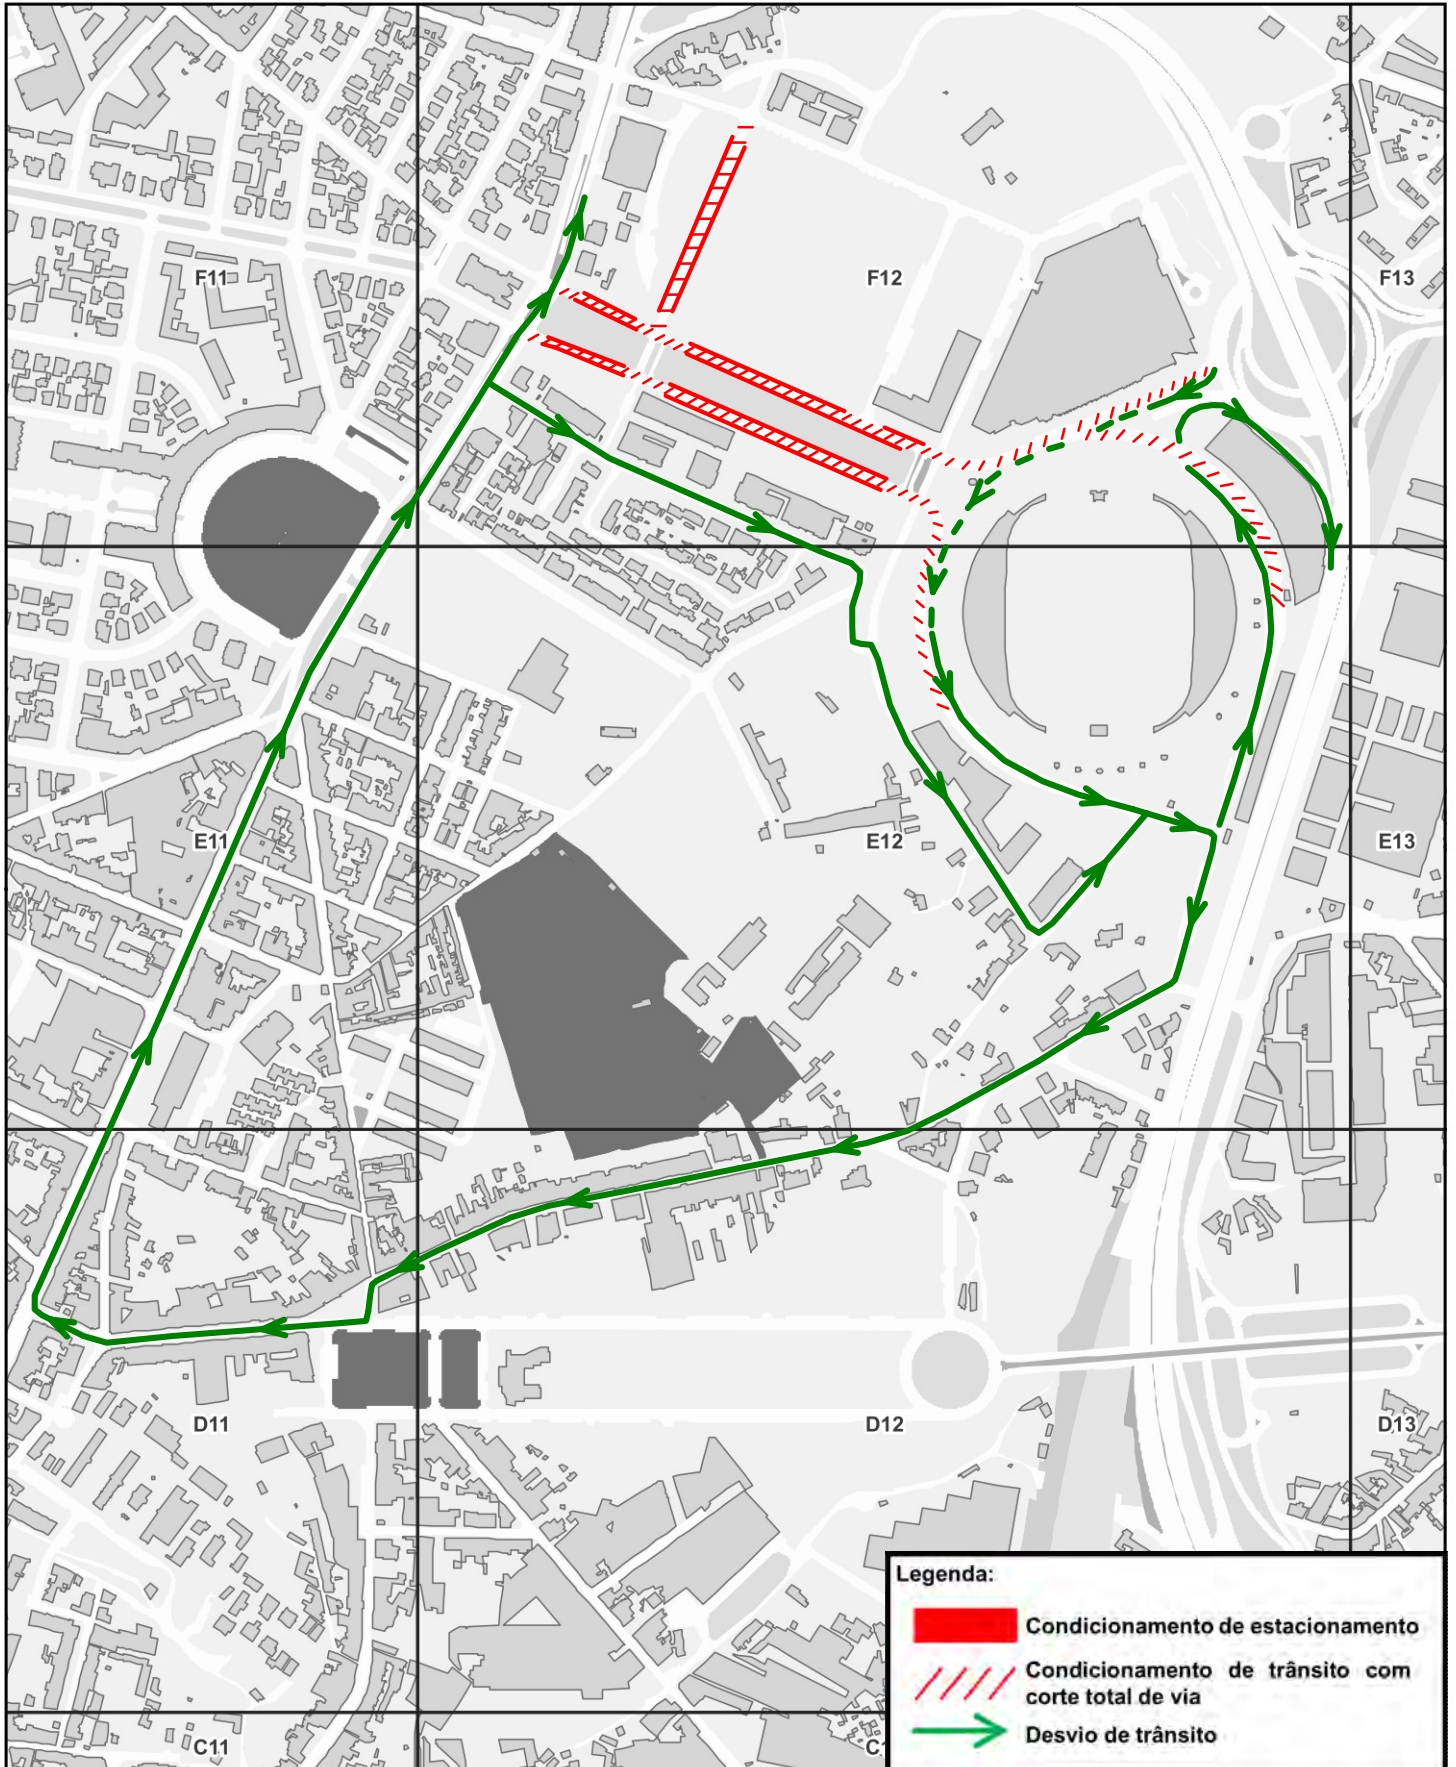 F11
F12
F13
E11
E12
E13
D11
D12
D13
C11
Legenda:
Condicionamento de estacionamento
Condicionamento de trânsito com
corte total de via
Desvio de trânsito